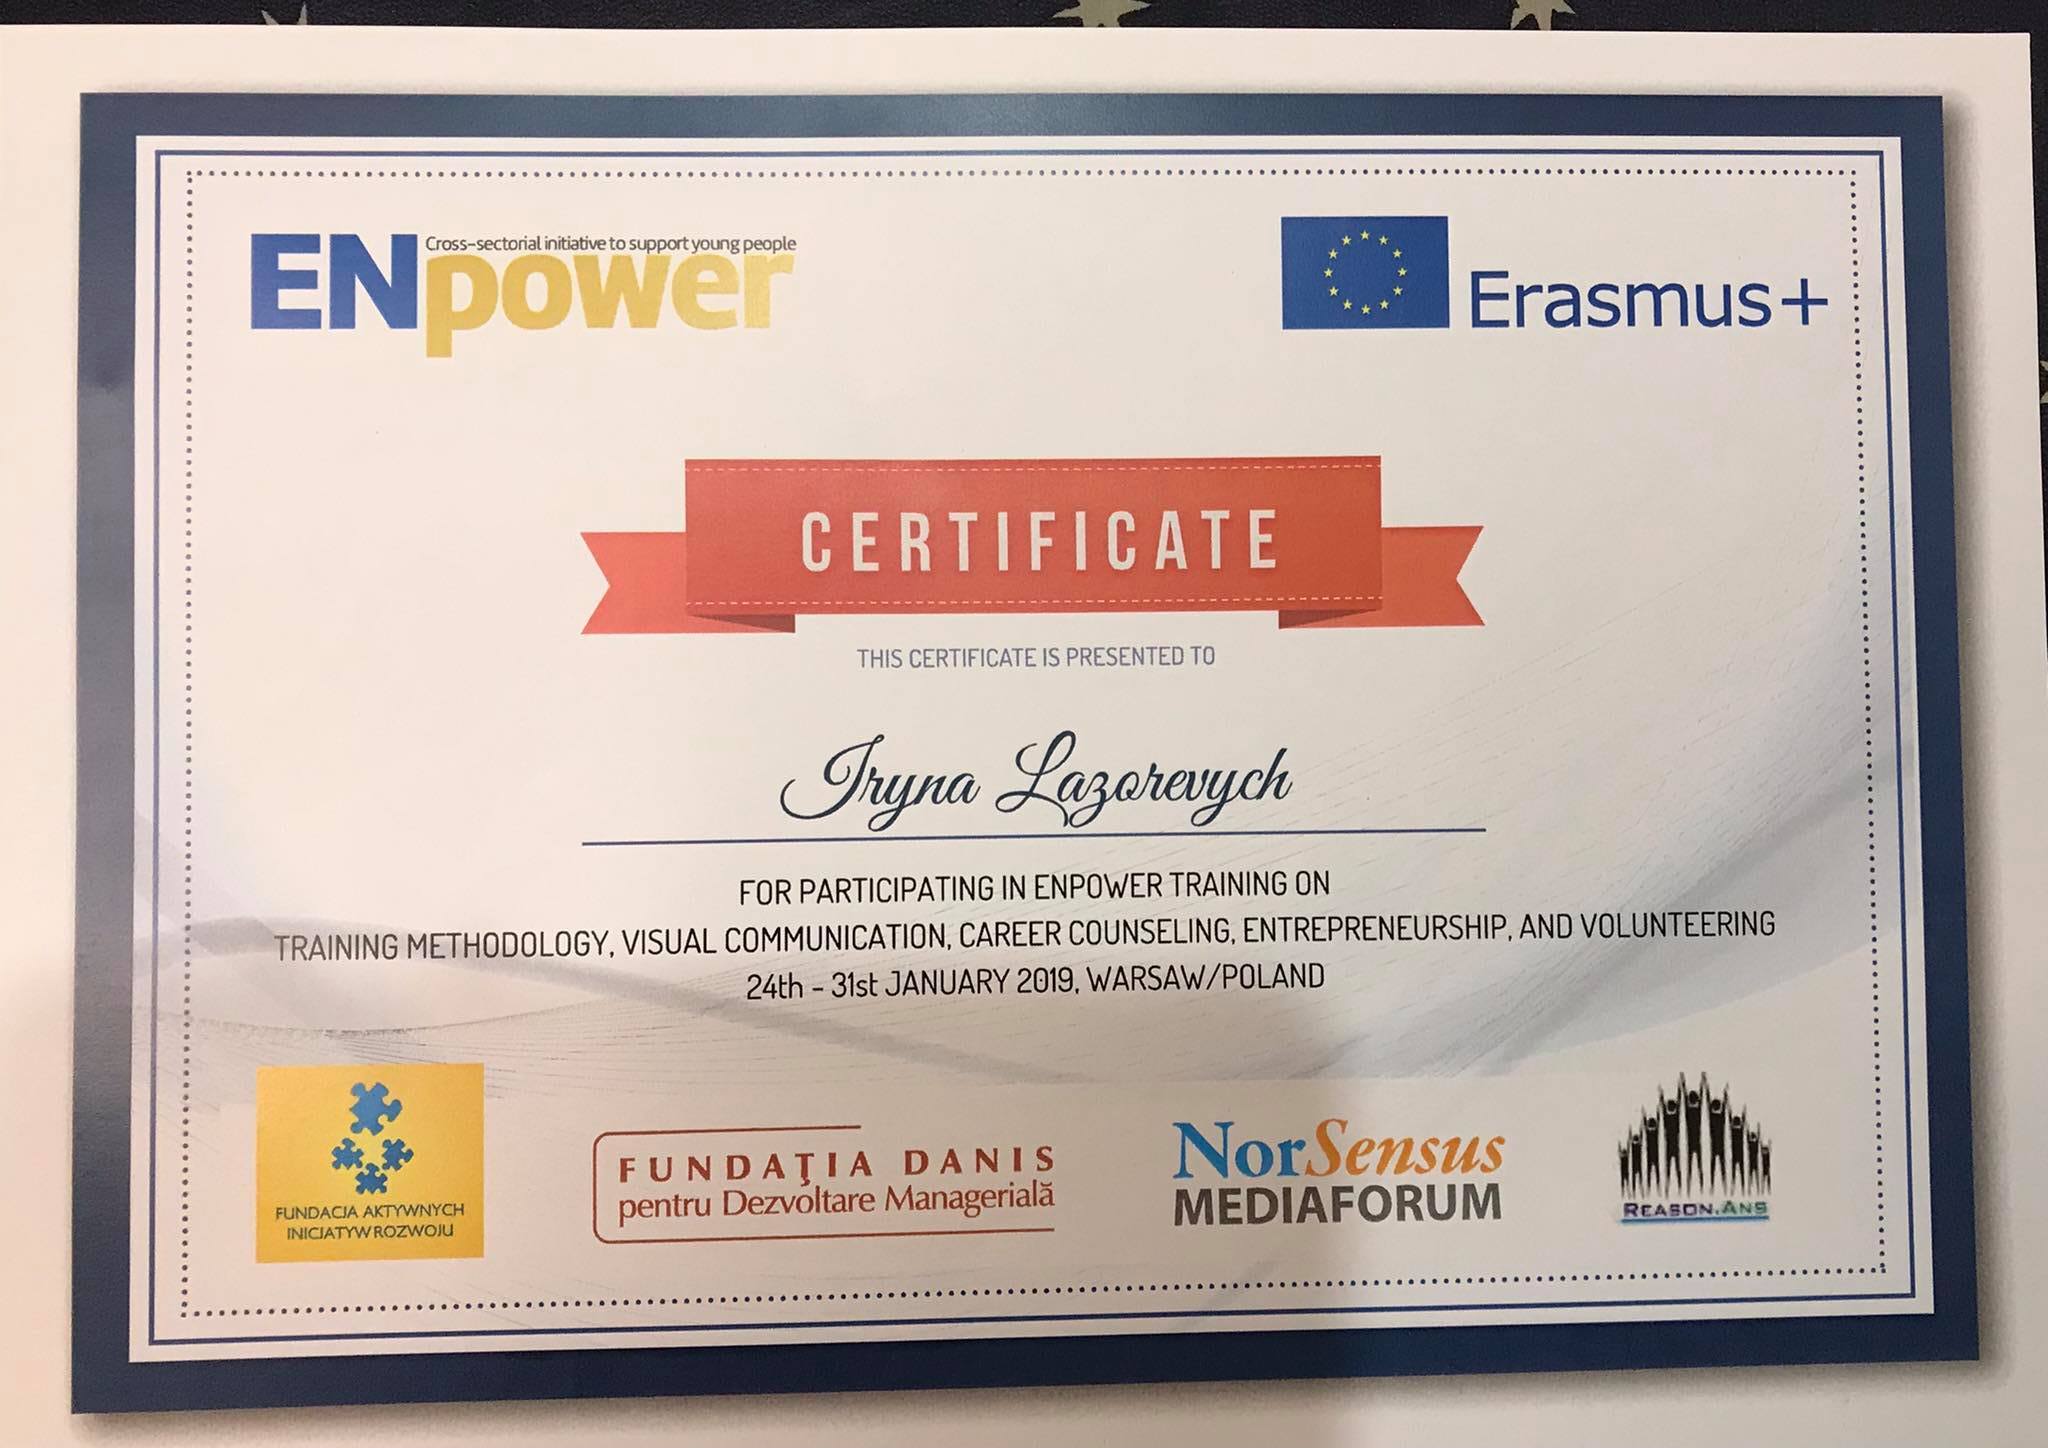 ENpower
Cross-sectorial initiative to support young people
Erasmus+
CERTIFICATE
THIS CERTIFICATE IS PRESENTED TO
Iryna Lazorevych
FOR PARTICIPATING IN ENPOWER TRAINING ON
TRAINING METHODOLOGY, VISUAL COMMUNICATION, CAREER COUNSELING, ENTREPRENEURSHIP, AND VOLUNTEERING
24th - 31st JANUARY 2019, WARSAW/POLAND
FUNDACJA AKTYWNYCH
INICJATYW ROZWOJU
FUNDAŢIA DANIS
pentru Dezvoltare Managerială
NorSensus
MEDIAFORUM
REASON.ANS